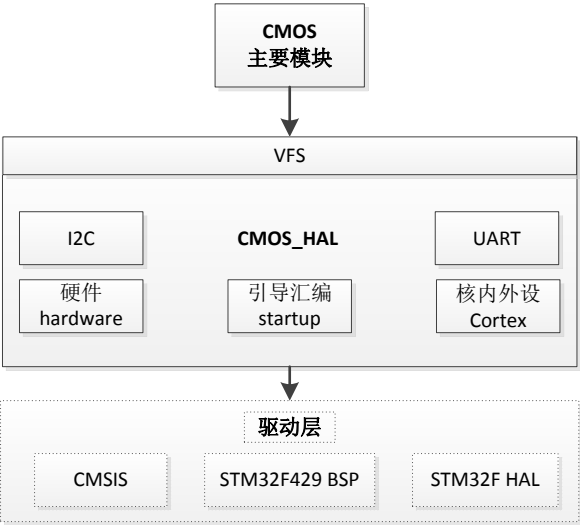 CMOS
主要模块
VFS
I2C
CMOS_HAL
UART
硬件
hardware
引导汇编
startup
核内外设
Cortex
驱动层
CMSIS
STM32F429 BSP
STM32F HAL